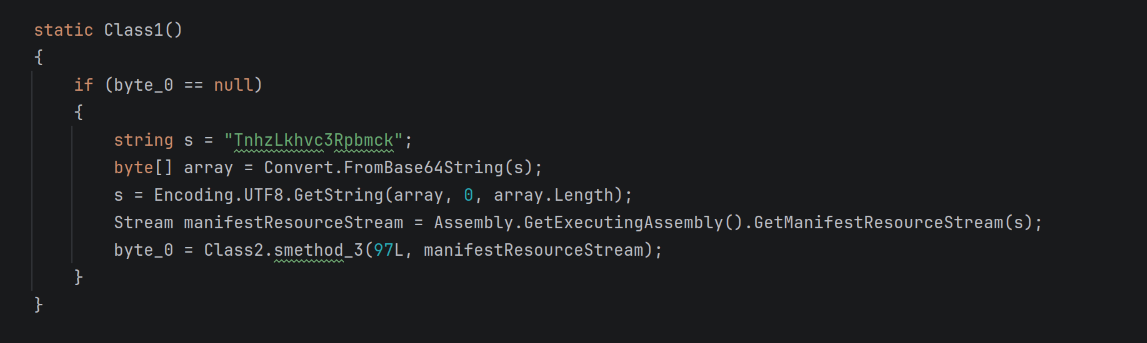 static Class1()
{
if (byte_0 == null)
{
string s = "TnhzLkhvc3Rpbmck";
byte[] array = Convert.FromBase64String(s);
s = Encoding.UTF8.GetString(array, 0, array.Length);
Stream manifestResourceStream = Assembly.GetExecutingAssembly().GetManifestResourceStream(s);
byte_0 = Class2.smethod_3(97L, manifestResourceStream);
}
}